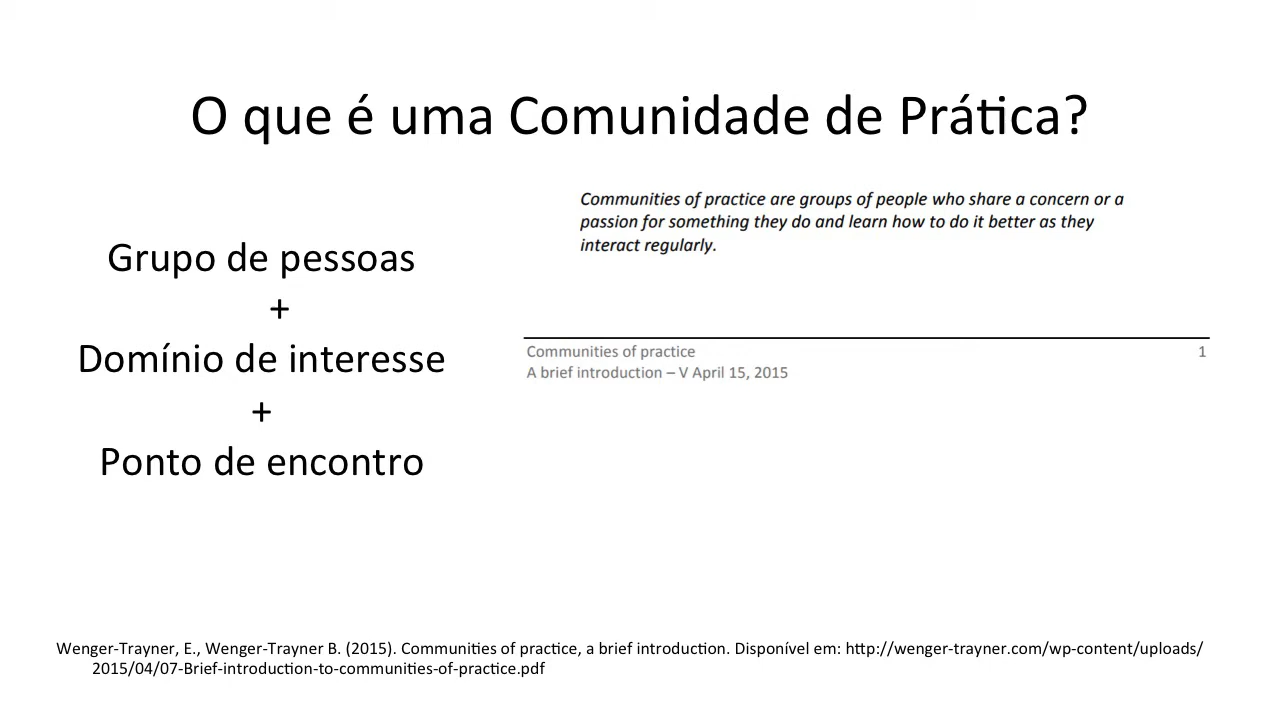 O que é uma Comunidade de Prática?
Grupo de pessoas
+
Domínio de interesse
+
Ponto de encontro
Communities of practice are groups of people who share a concern or a
passion for something they do and learn how to do it better as they
interact regularly.
Communities of practice 1
A brief introduction – V April 15, 2015
Wenger-Trayner, E., Wenger-Trayner B. (2015). Communities of practice, a brief introduction. Disponível em: http://wenger-trayner.com/wp-content/uploads/
2015/04/07-Brief-introduction-to-communities-of-practice.pdf